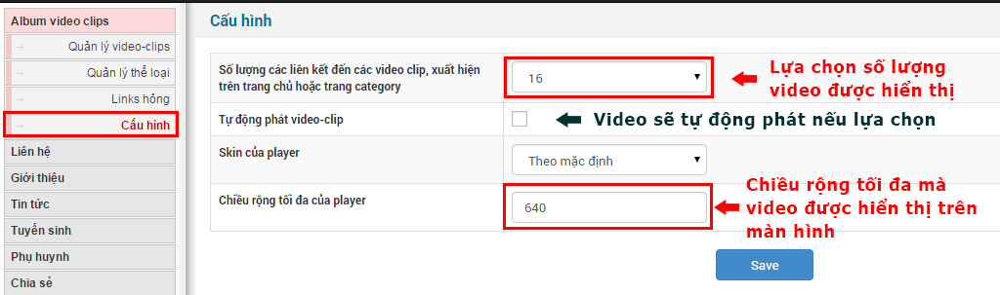 Album video clips
Quản lý video-clips
Quản lý thể loại
Links hỏng
Cấu hình
Liên hệ
Giới thiệu
Tin tức
Tuyển sinh
Phụ huynh
Chia sẻ
Cấu hình
Số lượng các liên kết đến các video clip, xuất hiện
trên trang chủ hoặc trang category
16
Lựa chọn số lượng
video được hiển thị
Tự động phát video-clip
Video sẽ tự động phát nếu lựa chọn
Skin của player
Theo mặc định
Chiều rộng tối đa của player
640
Chiều rộng tối đa mà
video được hiển thị trên
màn hình
Save